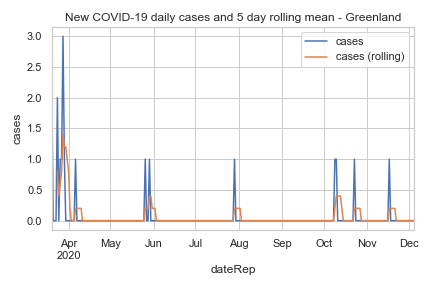 New COVID-19 daily cases and 5 day rolling mean - Greenland
cases
cases (rolling)
3.0
2.5
2.0
1.5
1.0
0.5
0.0
cases
Apr May Jun Jul Aug Sep Oct Nov Dec
2020
dateRep